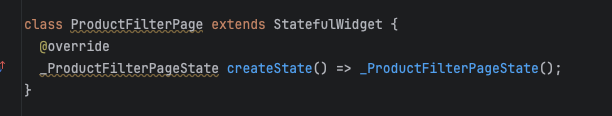 class ProductFilterPage extends StatefulWidget {
  @override
  _ProductFilterPageState createState() => _ProductFilterPageState();
}